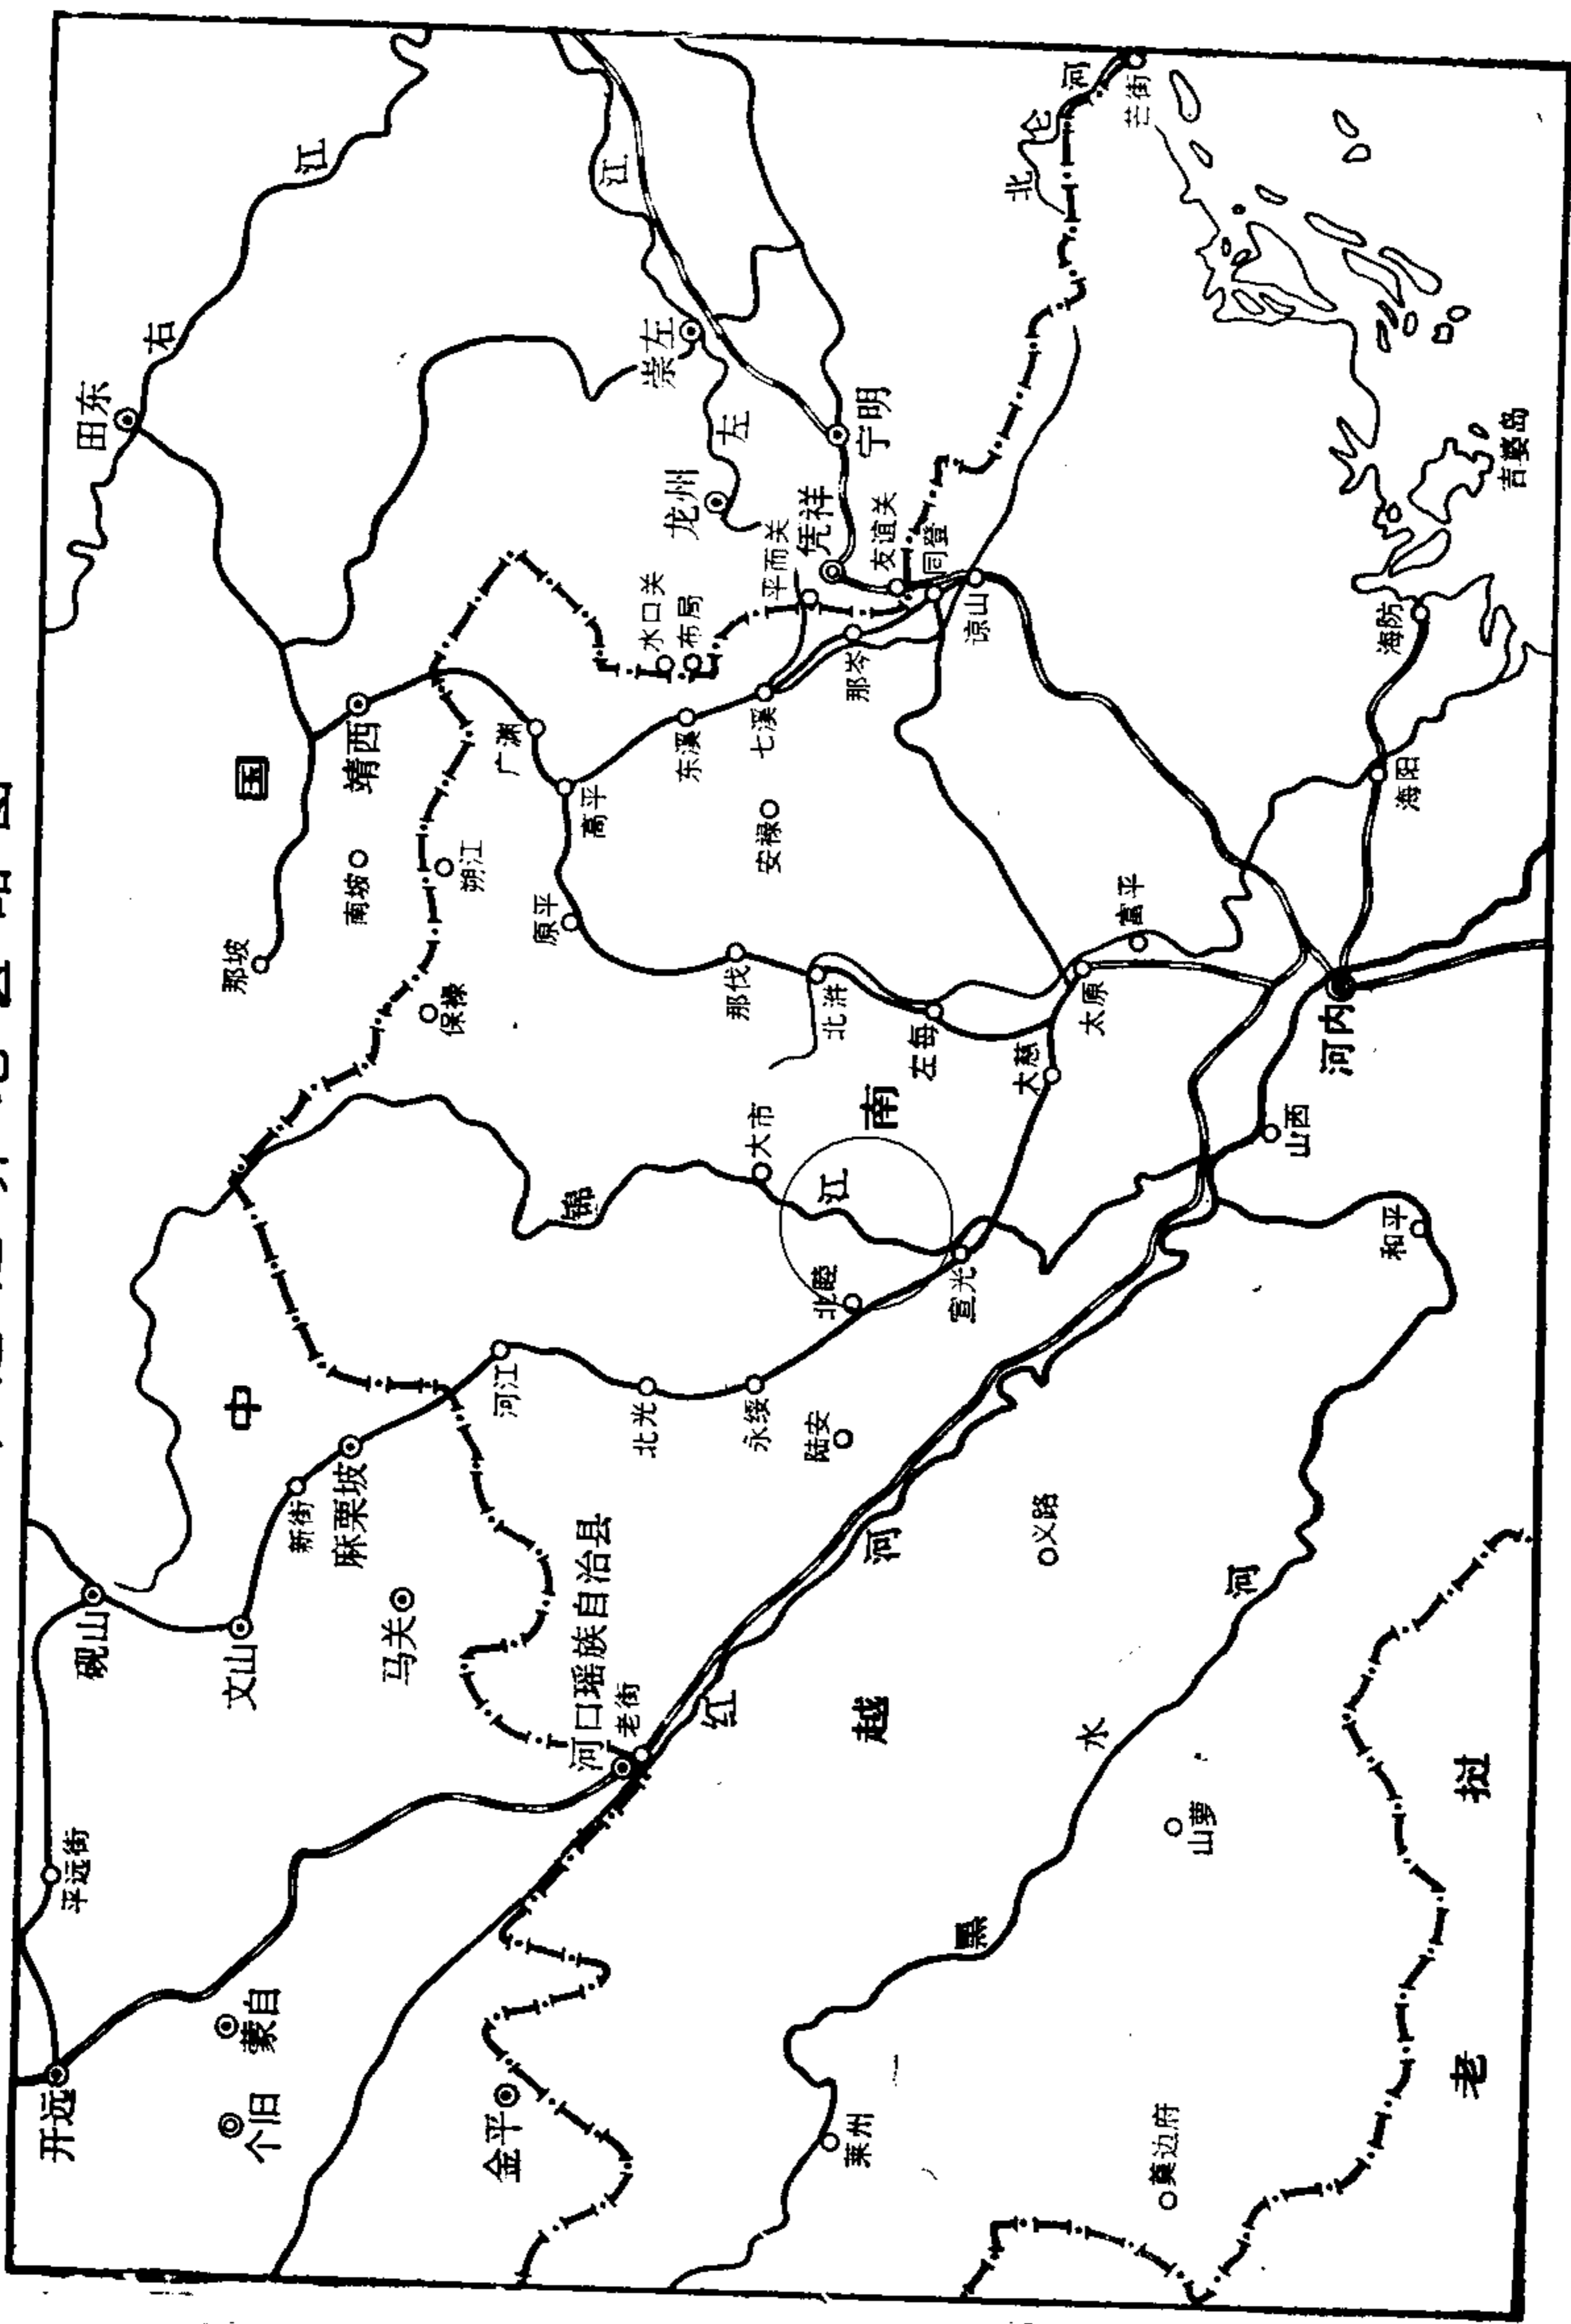 中
国
越
南
老
挝
开远
个旧
蒙自
平远街
砚山
文山
新街
麻栗坡
马关
河口瑶族自治县
老街
金平
莱州
奠边府
山萝
义路
陆安
河江
北光
永绥
北睦
宣光
大市
锦
江
红
河
黑
水
河
和平
山西
河内
大慈
太原
富平
左每
北浒
那伐
安禄
原平
高平
广渊
东溪
七溪
那岑
保禄
朔江
南坡
那坡
靖西
田东
右
江
崇左
左
江
龙州
宁明
凭祥
水口关
布局
平而关
友谊关
同登
谅山
北
仑
河
芒街
海防
海阳
吉婆岛